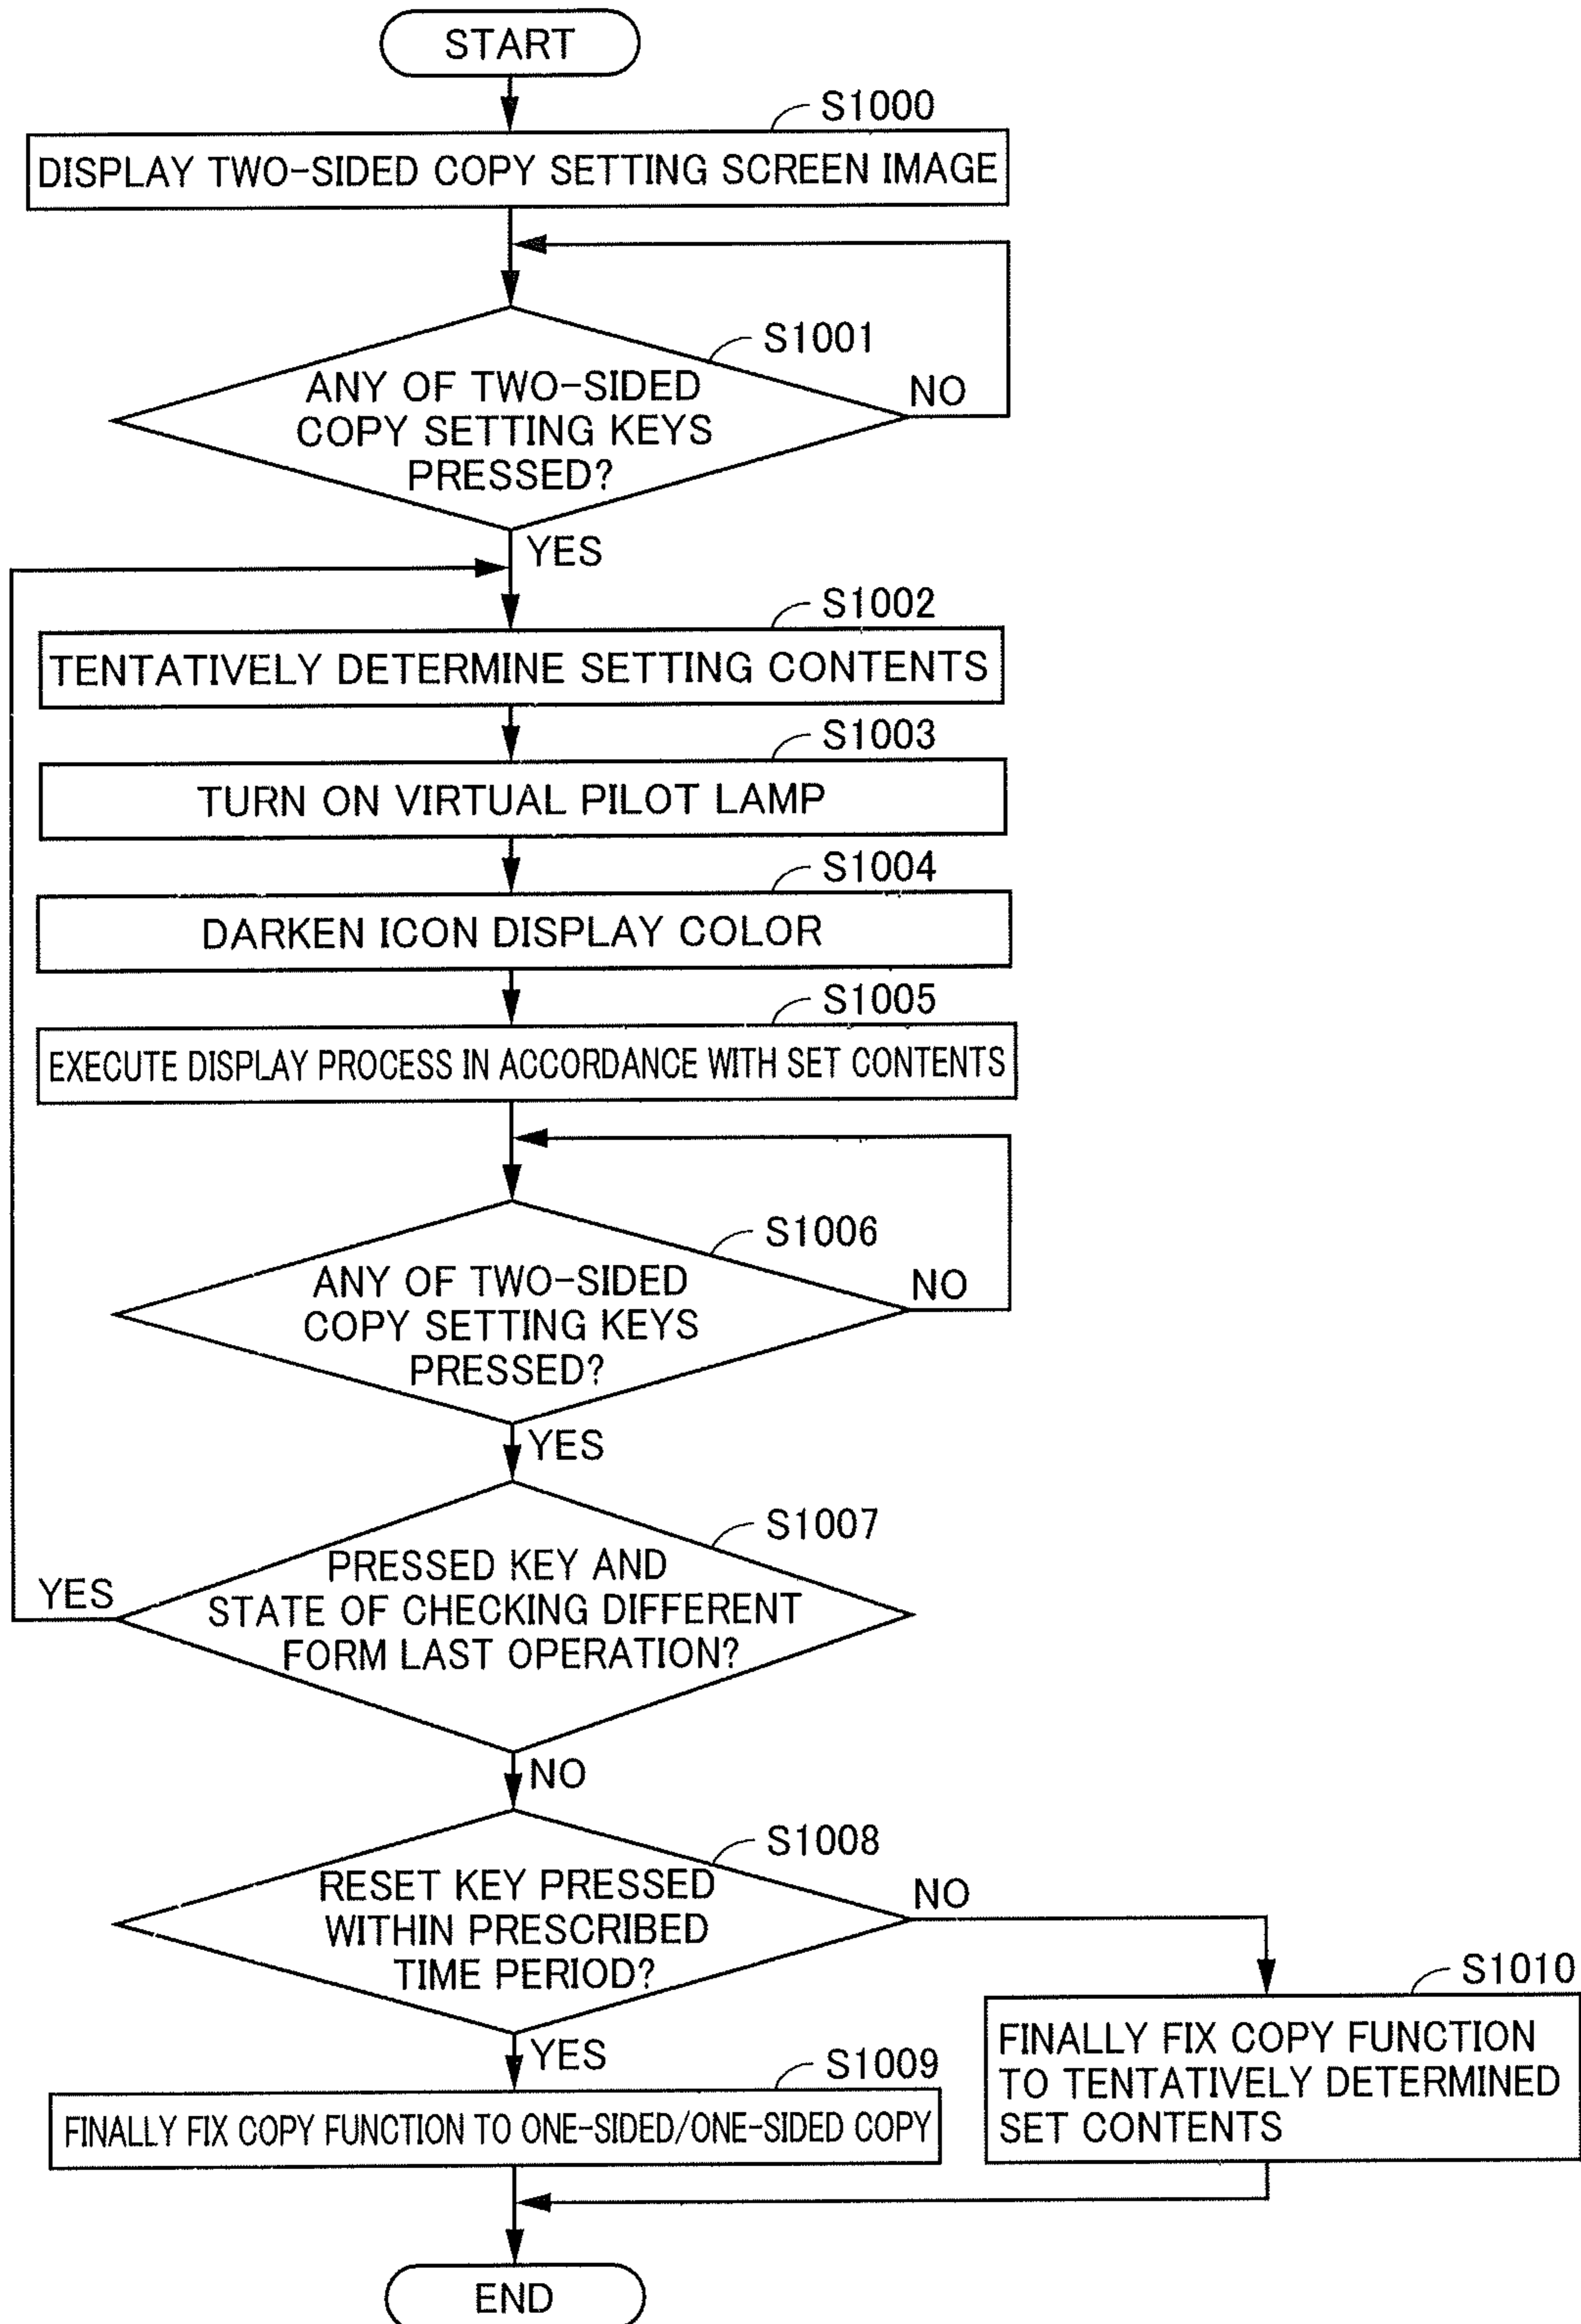 START
S1000
DISPLAY TWO-SIDED COPY SETTING SCREEN IMAGE
S1001
ANY OF TWO-SIDED
COPY SETTING KEYS
PRESSED?
NO
YES
S1002
TENTATIVELY DETERMINE SETTING CONTENTS
S1003
TURN ON VIRTUAL PILOT LAMP
S1004
DARKEN ICON DISPLAY COLOR
S1005
EXECUTE DISPLAY PROCESS IN ACCORDANCE WITH SET CONTENTS
S1006
ANY OF TWO-SIDED
COPY SETTING KEYS
PRESSED?
NO
YES
S1007
PRESSED KEY AND
STATE OF CHECKING DIFFERENT
FORM LAST OPERATION?
YES
NO
S1008
RESET KEY PRESSED
WITHIN PRESCRIBED
TIME PERIOD?
NO
YES
S1009
FINALLY FIX COPY FUNCTION TO ONE-SIDED/ONE-SIDED COPY
S1010
FINALLY FIX COPY FUNCTION
TO TENTATIVELY DETERMINED
SET CONTENTS
END